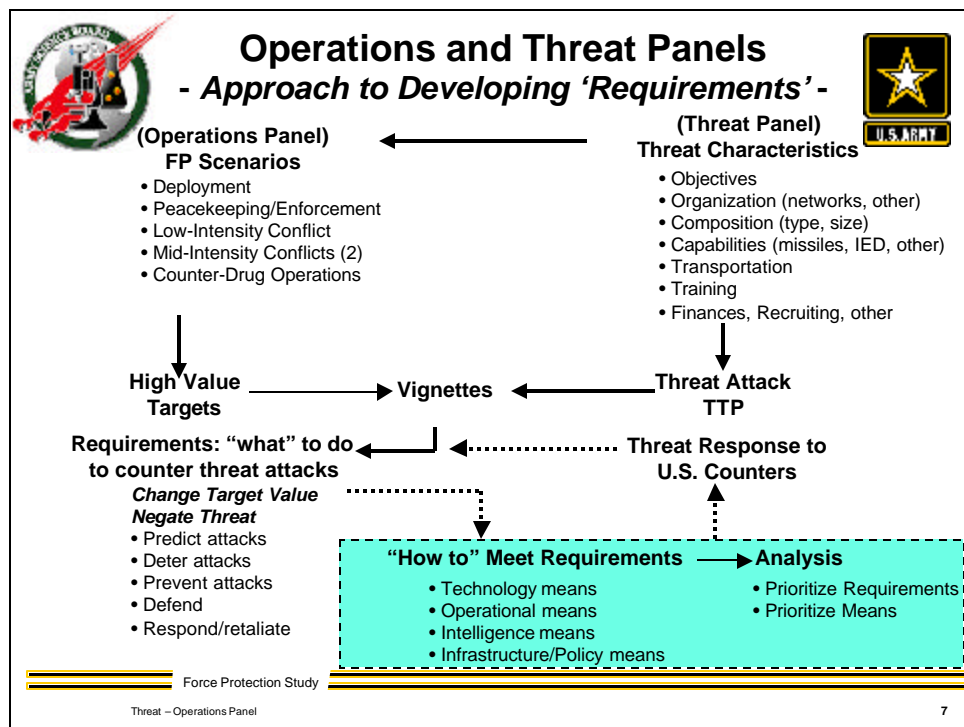 Operations and Threat Panels
- Approach to Developing ‘Requirements’ -
ARMY SCIENCE BOARD
U.S.ARMY
(Operations Panel)
FP Scenarios
• Deployment
• Peacekeeping/Enforcement
• Low-Intensity Conflict
• Mid-Intensity Conflicts (2)
• Counter-Drug Operations
(Threat Panel)
Threat Characteristics
• Objectives
• Organization (networks, other)
• Composition (type, size)
• Capabilities (missiles, IED, other)
• Transportation
• Training
• Finances, Recruiting, other
High Value
Targets
Vignettes
Threat Attack
TTP
Requirements: “what” to do
to counter threat attacks
Change Target Value
Negate Threat
• Predict attacks
• Deter attacks
• Prevent attacks
• Defend
• Respond/retaliate
Threat Response to
U.S. Counters
“How to” Meet Requirements
• Technology means
• Operational means
• Intelligence means
• Infrastructure/Policy means
Analysis
• Prioritize Requirements
• Prioritize Means
Force Protection Study
Threat – Operations Panel
7